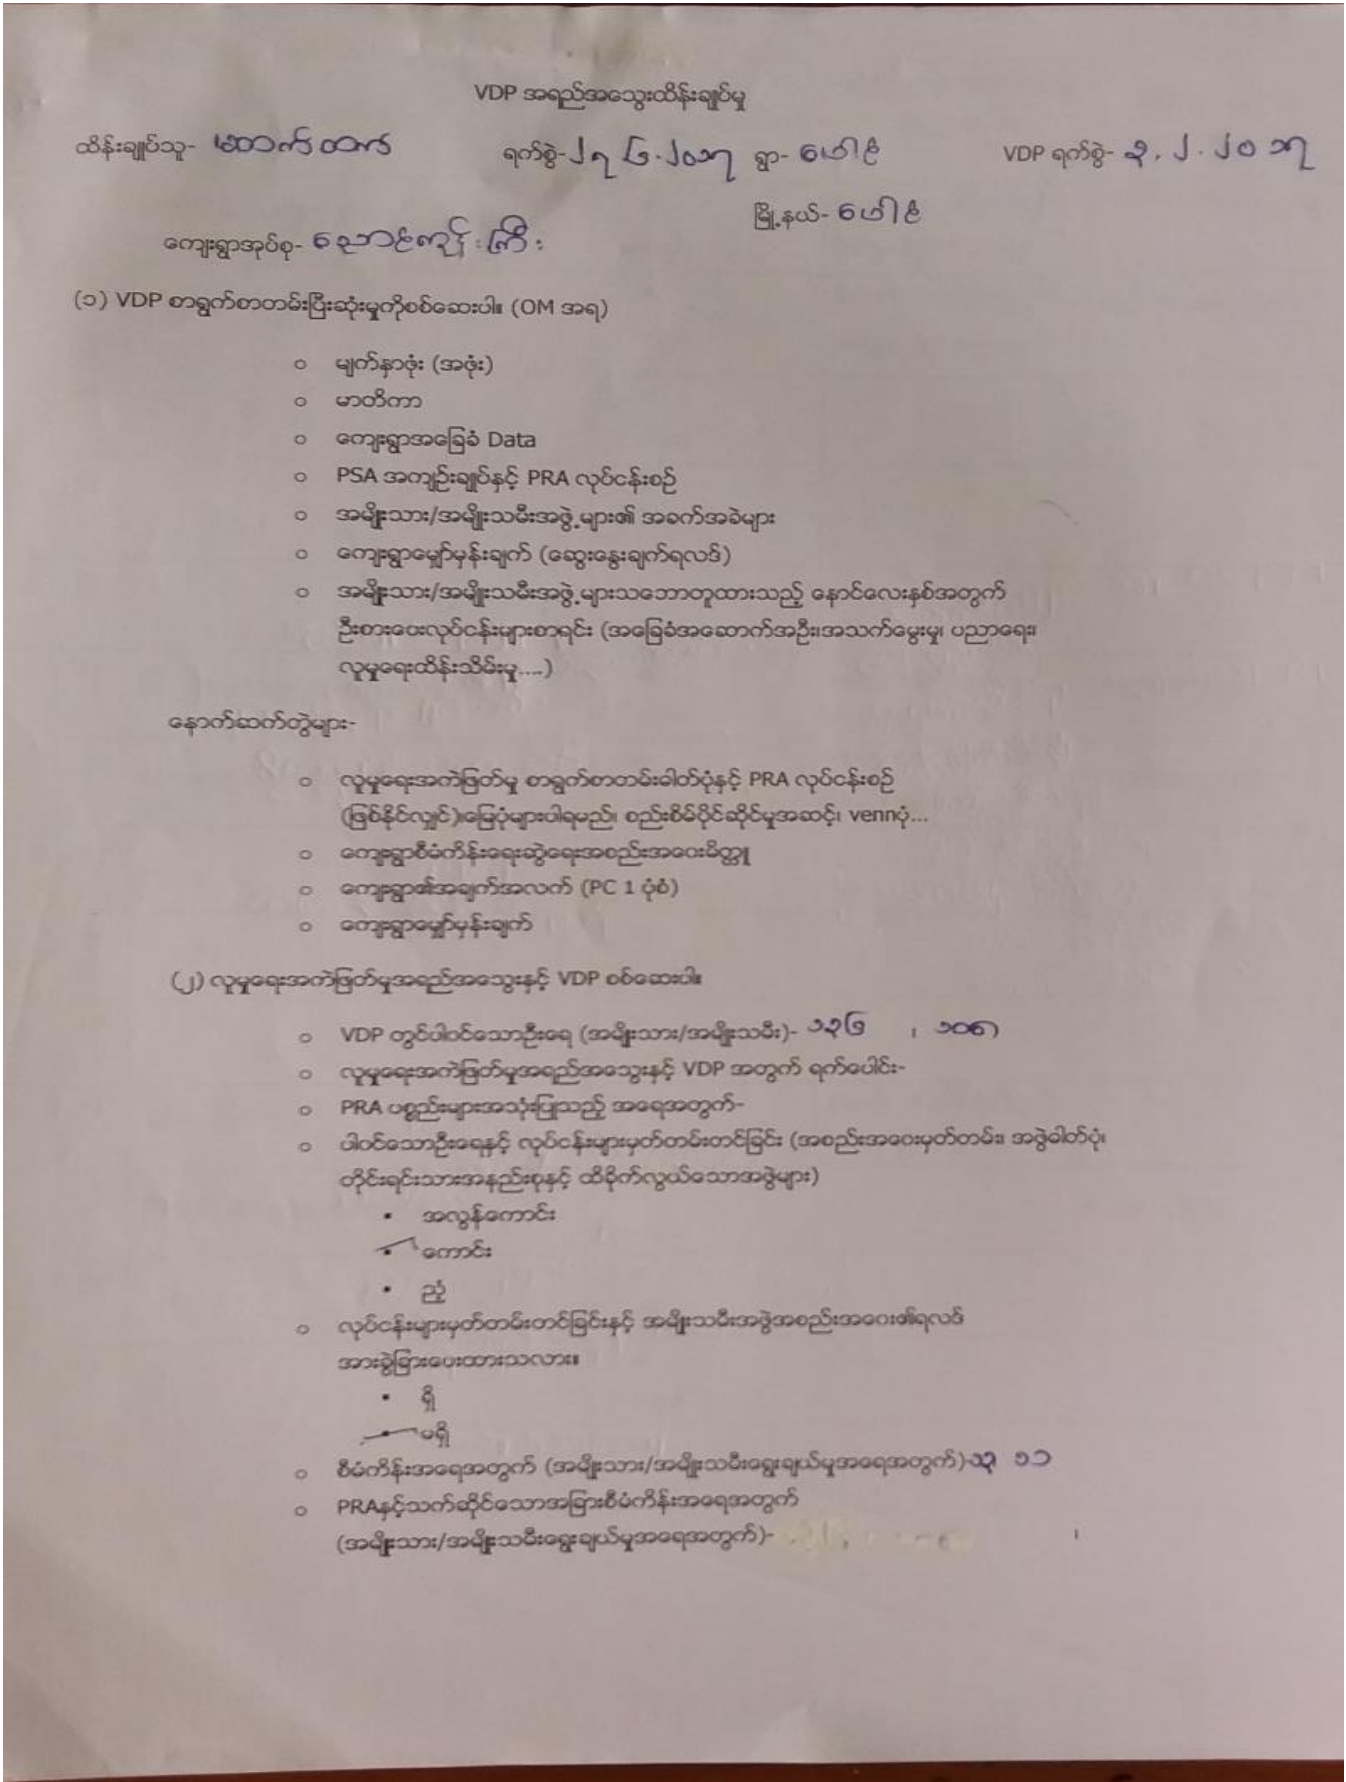 VDP အရည်အသွေးထိန်းချုပ်မှု
ထိန်းချုပ်သူ- ဆောက်တက် ရက်စွဲ- ၂၇.၆.၂၀၁၇ ရွာ- ပေါင် VDP ရက်စွဲ- ၃.၂.၂၀၁၇
မြို့နယ်- ပေါင်
ကျေးရွာအုပ်စု- ညောင်ကုန်းကြီး
(၁) VDP စာရွက်စာတမ်းပြီးဆုံးမှုကိုစစ်ဆေးပါ။ (OM အရ)
မျက်နှာဖုံး (အဖုံး)
မာတိကာ
ကျေးရွာအခြေခံ Data
PSA အကျဉ်းချုပ်နှင့် PRA လုပ်ငန်းစဉ်
အမျိုးသား/အမျိုးသမီးအဖွဲ့များ၏ အခက်အခဲများ
ကျေးရွာမျှော်မှန်းချက် (ဆွေးနွေးချက်ရလဒ်)
အမျိုးသား/အမျိုးသမီးအဖွဲ့များသဘောတူထားသည့် နောင်လေးနှစ်အတွက်
ဦးစားပေးလုပ်ငန်းများစာရင်း (အခြေခံအဆောက်အဦး၊အသက်မွေးမှု၊ ပညာရေး၊
လူမှုရေးထိန်းသိမ်းမှု....)
နောက်ဆက်တွဲများ-
လူမှုရေးအကဲဖြတ်မှု စာရွက်စာတမ်းဓါတ်ပုံနှင့် PRA လုပ်ငန်းစဉ်
(ဖြစ်နိုင်လျှင်)၊မြေပုံများပါရမည်၊ စည်းစိမ်ပိုင်ဆိုင်မှုအဆင့်၊ vennပုံ...
ကျေးရွာစီမံကိန်းရေးဆွဲရေးအစည်းအဝေးမိတ္တူ
ကျေးရွာ၏အချက်အလက် (PC 1 ပုံစံ)
ကျေးရွာမျှော်မှန်းချက်
(၂) လူမှုရေးအကဲဖြတ်မှုအရည်အသွေးနှင့် VDP စစ်ဆေးပါ။
VDP တွင်ပါဝင်သောဦးရေ (အမျိုးသား/အမျိုးသမီး)- ၁၃၆ ၊ ၁၀၈
လူမှုရေးအကဲဖြတ်မှုအရည်အသွေးနှင့် VDP အတွက် ရက်ပေါင်း-
PRA ပစ္စည်းများအသုံးပြုသည့် အရေအတွက်-
ပါဝင်သောဦးရေနှင့် လုပ်ငန်းများမှတ်တမ်းတင်ခြင်း (အစည်းအဝေးမှတ်တမ်း၊ အဖွဲဓါတ်ပုံ၊
တိုင်းရင်းသားအနည်းစုနှင့် ထိခိုက်လွယ်သောအဖွဲများ)
အလွန်ကောင်း
ကောင်း
ညံ့
လုပ်ငန်းများမှတ်တမ်းတင်ခြင်းနှင့် အမျိုးသမီးအဖွဲအစည်းအဝေး၏ရလဒ်
အားခွဲခြားပေးထားသလား။
ရှိ
မရှိ
စီမံကိန်းအရေအတွက် (အမျိုးသား/အမျိုးသမီးရွေးချယ်မှုအရေအတွက်)-
PRAနှင့်သက်ဆိုင်သောအခြားစီမံကိန်းအရေအတွက်
(အမျိုးသား/အမျိုးသမီးရွေးချယ်မှုအရေအတွက်)-